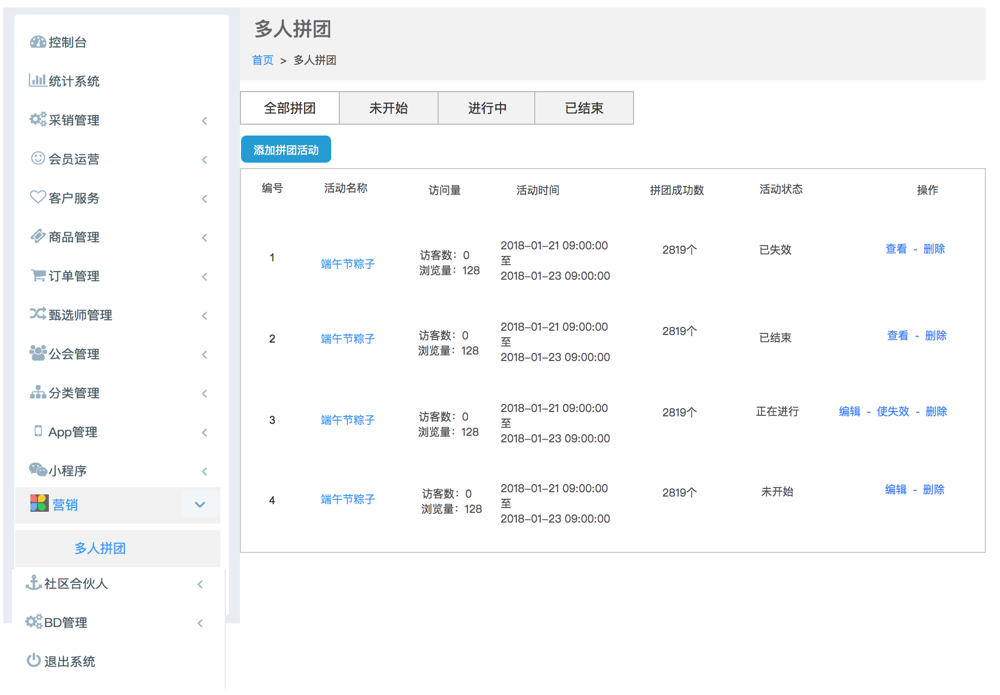 控制台
统计系统
采销管理
会员运营
客户服务
商品管理
订单管理
甄选师管理
公会管理
分类管理
App管理
小程序
营销
多人拼团
社区合伙人
BD管理
退出系统
多人拼团
首页 > 多人拼团
全部拼团 未开始 进行中 已结束
添加拼团活动
编号 活动名称 访问量 活动时间 拼团成功数 活动状态 操作
1 端午节粽子 访客数：0
浏览量：128
2018-01-21 09:00:00
至
2018-01-23 09:00:00
2819个 已失效 查看 - 删除
2 端午节粽子 访客数：0
浏览量：128
2018-01-21 09:00:00
至
2018-01-23 09:00:00
2819个 已结束 查看 - 删除
3 端午节粽子 访客数：0
浏览量：128
2018-01-21 09:00:00
至
2018-01-23 09:00:00
2819个 正在进行 编辑 - 使失效 - 删除
4 端午节粽子 访客数：0
浏览量：128
2018-01-21 09:00:00
至
2018-01-23 09:00:00
2819个 未开始 编辑 - 删除